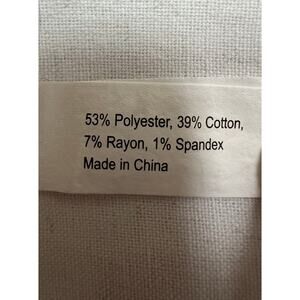 53% Polyester, 39% Cotton,
7% Rayon, 1% Spandex
Made in China